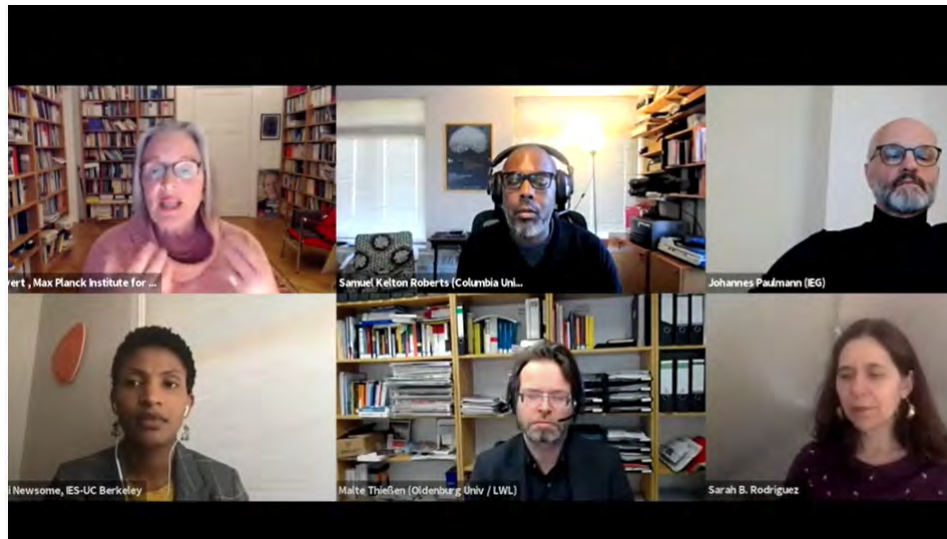 vert , Max Planck Institute for ...
Samuel Kelton Roberts (Columbia Uni...
Johannes Paulmann (IEG)
i Newsome, IES-UC Berkeley
Malte Thießen (Oldenburg Univ / LWL)
Sarah B. Rodriguez